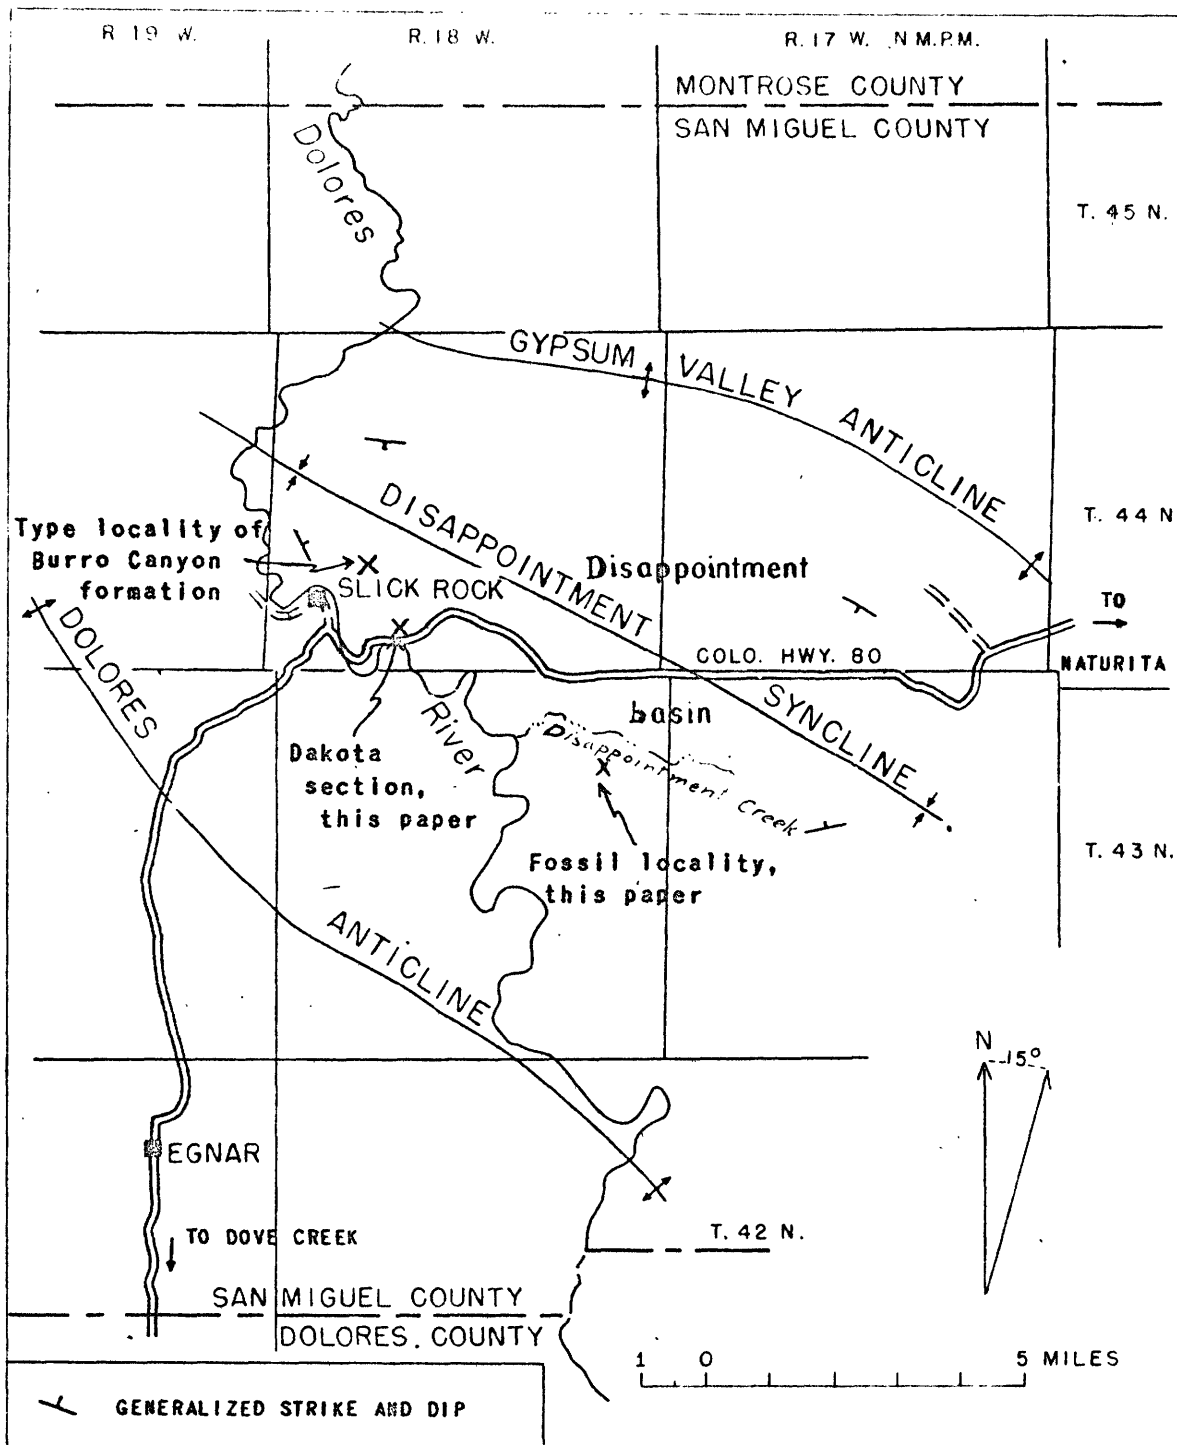 R 19 W.
R. 18 W.
R. 17 W. N M.P.M.
MONTROSE COUNTY
SAN MIGUEL COUNTY
Dolores
T. 45 N.
GYPSUM VALLEY ANTICLINE
DISAPPOINTMENT SYNCLINE
T. 44 N
Type locality of
Burro Canyon
formation
SLICK ROCK
Disappointment
basin
TO
NATURITA
COLO. HWY. 80
DOLORES ANTICLINE
River
Disappointment Creek
Dakota
section,
this paper
Fossil locality,
this paper
T. 43 N.
N
15°
EGNAR
TO DOVE CREEK
T. 42 N.
SAN MIGUEL COUNTY
DOLORES. COUNTY
1 0 5 MILES
GENERALIZED STRIKE AND DIP